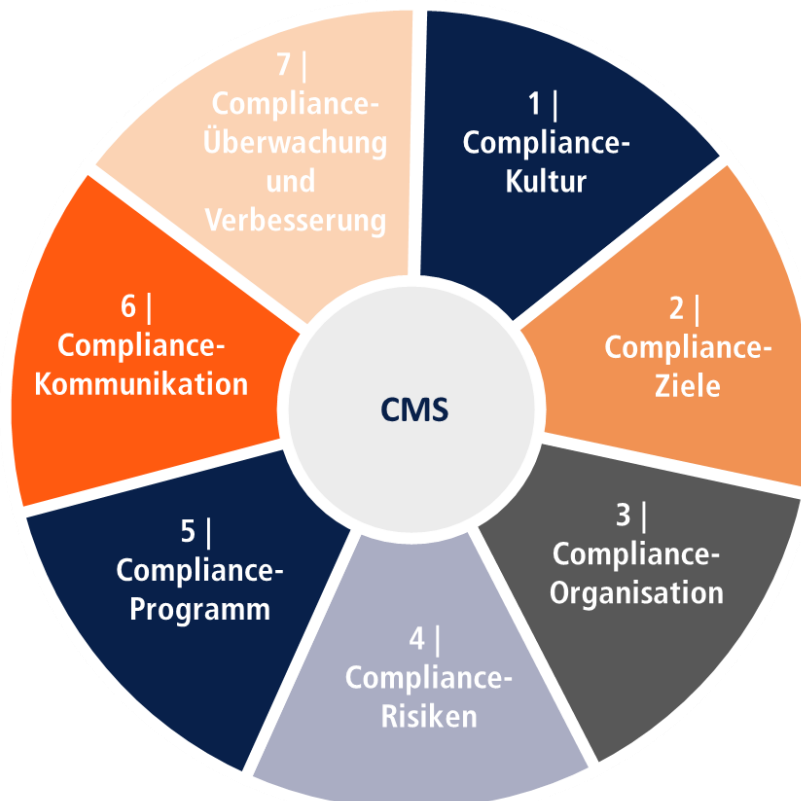 1 |
Compliance-
Kultur
2 |
Compliance-
Ziele
3 |
Compliance-
Organisation
4 |
Compliance-
Risiken
5 |
Compliance-
Programm
6 |
Compliance-
Kommunikation
7 |
Compliance-
Überwachung
und
Verbesserung
CMS